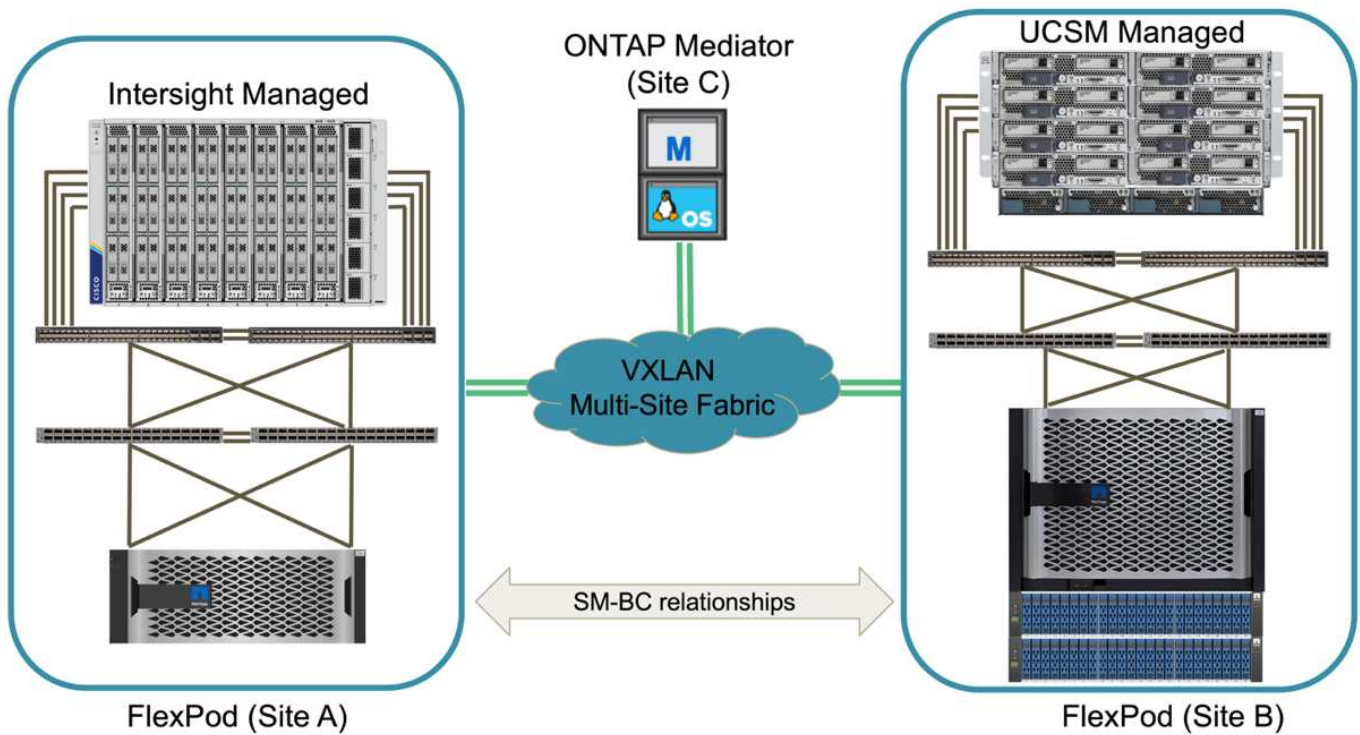 ONTAP Mediator
(Site C)
UCSM Managed
Intersight Managed
CISCO
M
OS
VXLAN
Multi-Site Fabric
SM-BC relationships
FlexPod (Site A)
FlexPod (Site B)